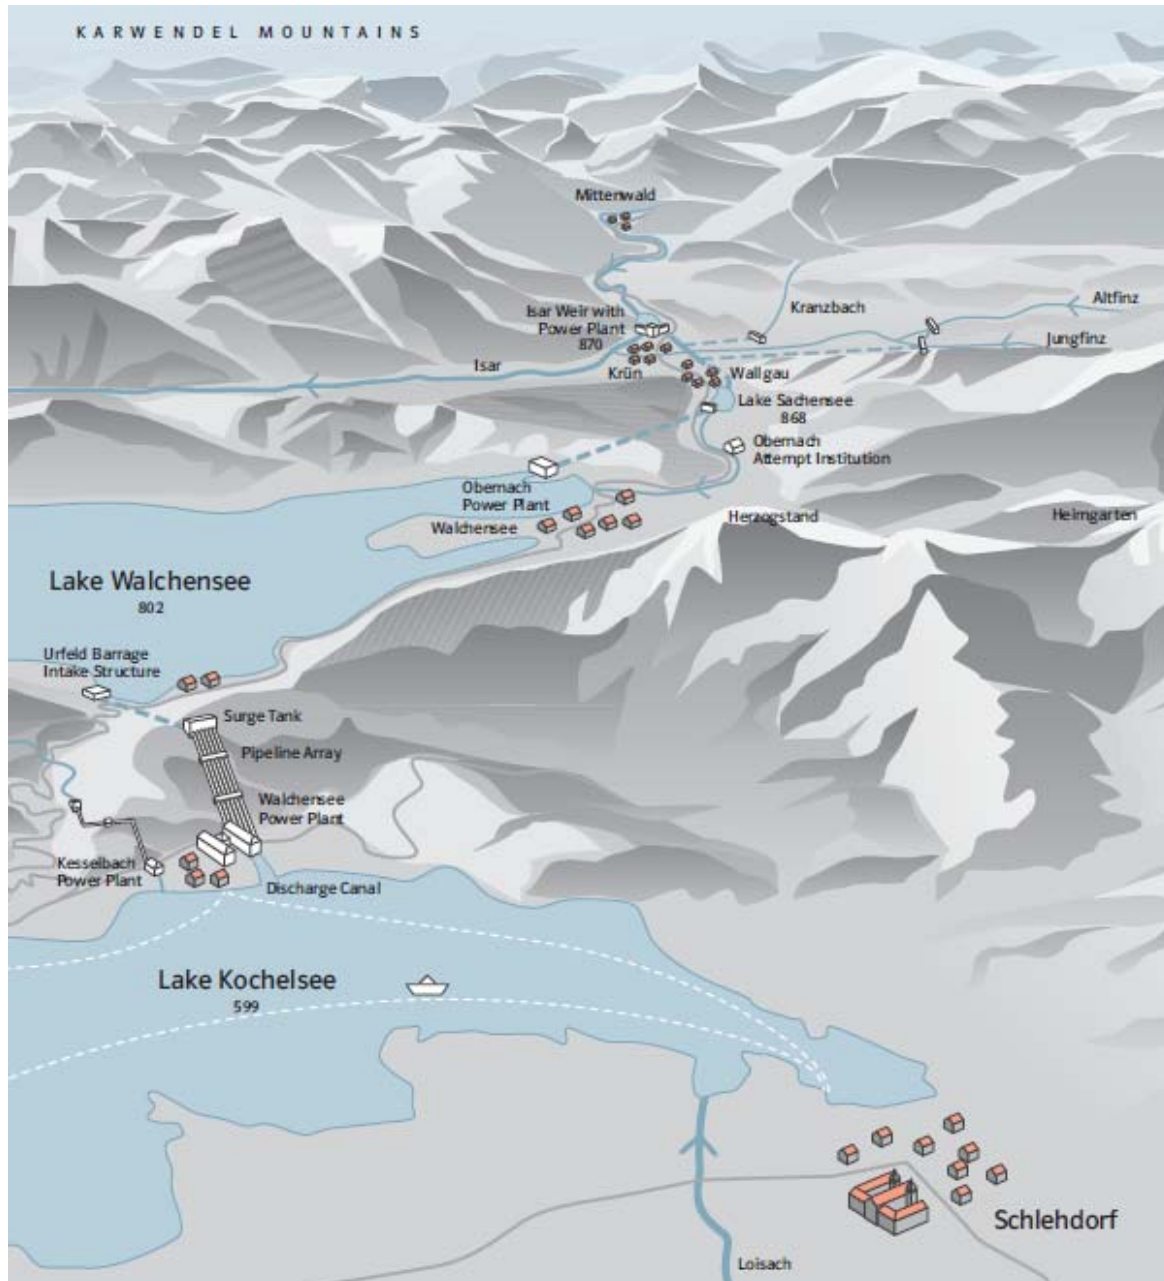 KARWENDEL MOUNTAINS
Mittenwald
Isar Weir with
Power Plant
870
Kranzbach
Altfinz
Jungfinz
Isar
Krün
Wallgau
Lake Sachensee
868
Obernach
Attempt Institution
Obernach
Power Plant
Walchensee
Herzogstand
Heimgarten
Lake Walchensee
802
Urfeld Barrage
Intake Structure
Surge Tank
Pipeline Array
Walchensee
Power Plant
Kesselbach
Power Plant
Discharge Canal
Lake Kochelsee
599
Schlehdorf
Loisach